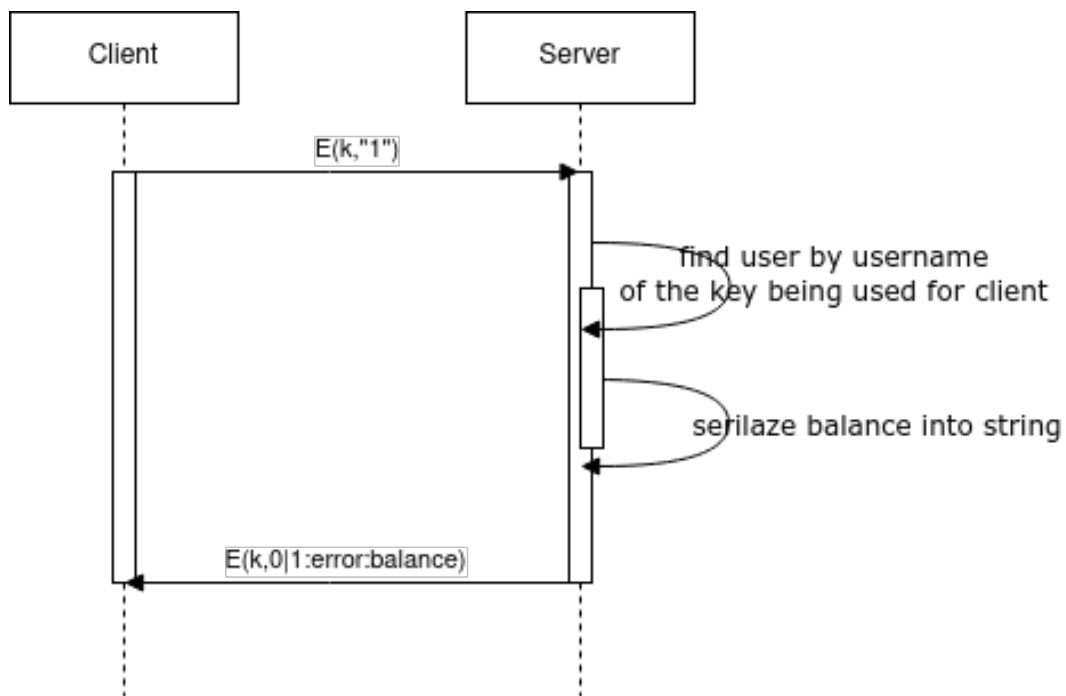 Client
Server
E(k,"1")
find user by username
of the key being used for client
serilaze balance into string
E(k,0|1:error:balance)